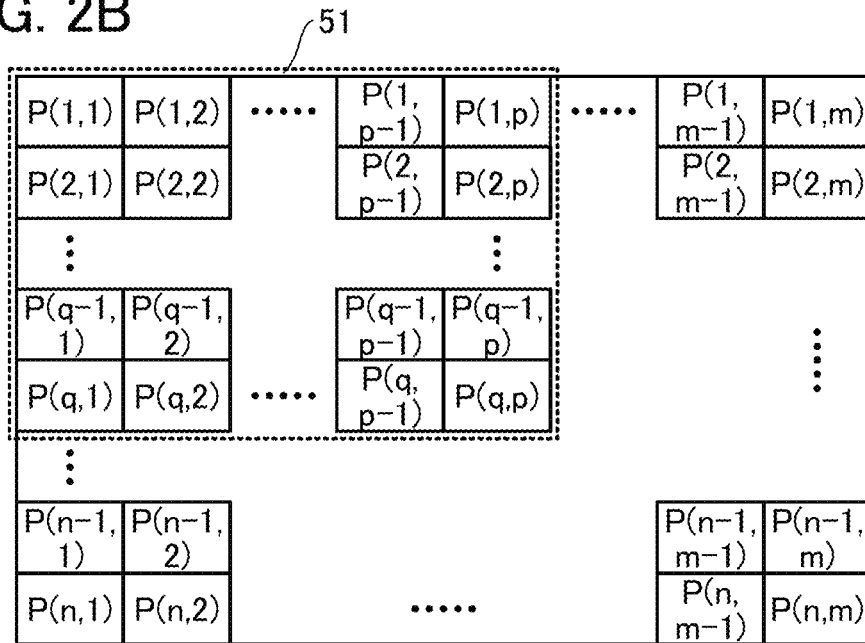 G. 2B
51
P(1,1) P(1,2) ····· P(1, p−1) P(1,p) ····· P(1, m−1) P(1,m)
P(2,1) P(2,2) P(2, p−1) P(2,p) P(2, m−1) P(2,m)
P(q−1, 1) P(q−1, 2) P(q−1, p−1) P(q−1, p)
P(q,1) P(q,2) ····· P(q, p−1) P(q,p)
P(n−1, 1) P(n−1, 2) P(n−1, m−1) P(n−1, m)
P(n,1) P(n,2) ····· P(n, m−1) P(n,m)